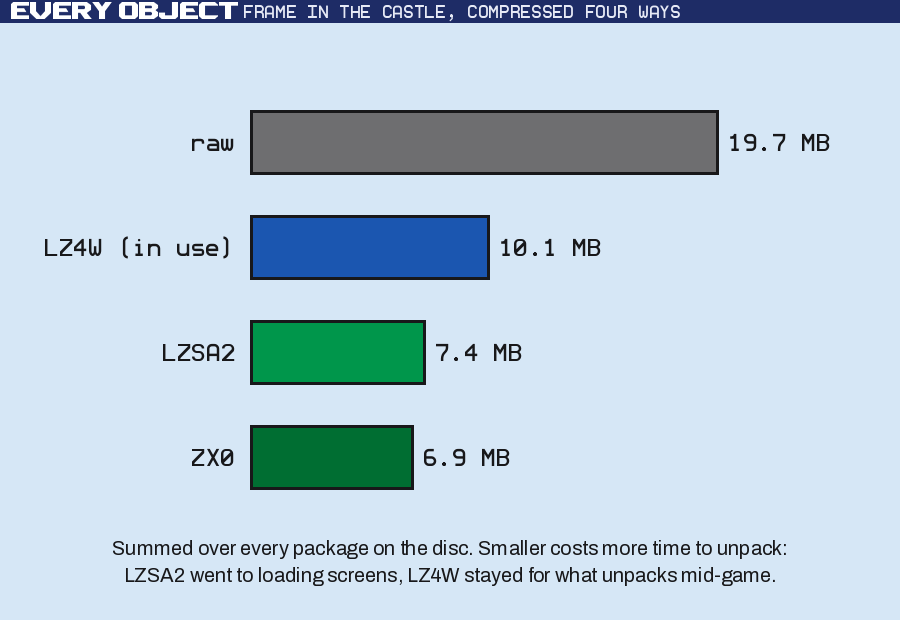 EVERY OBJECT FRAME IN THE CASTLE, COMPRESSED FOUR WAYS
raw 19.7 MB
LZ4W (in use) 10.1 MB
LZSA2 7.4 MB
ZX0 6.9 MB
Summed over every package on the disc. Smaller costs more time to unpack:
LZSA2 went to loading screens, LZ4W stayed for what unpacks mid-game.